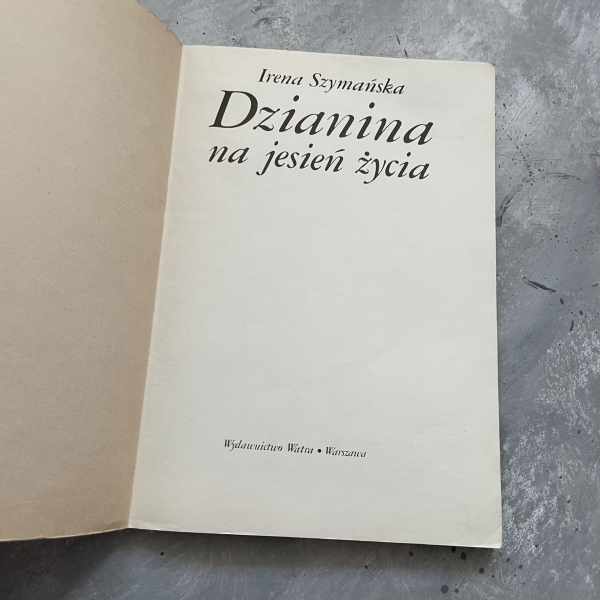 Irena Szymańska
Dzianina
na jesień życia
Wydawnictwo Watra • Warszawa